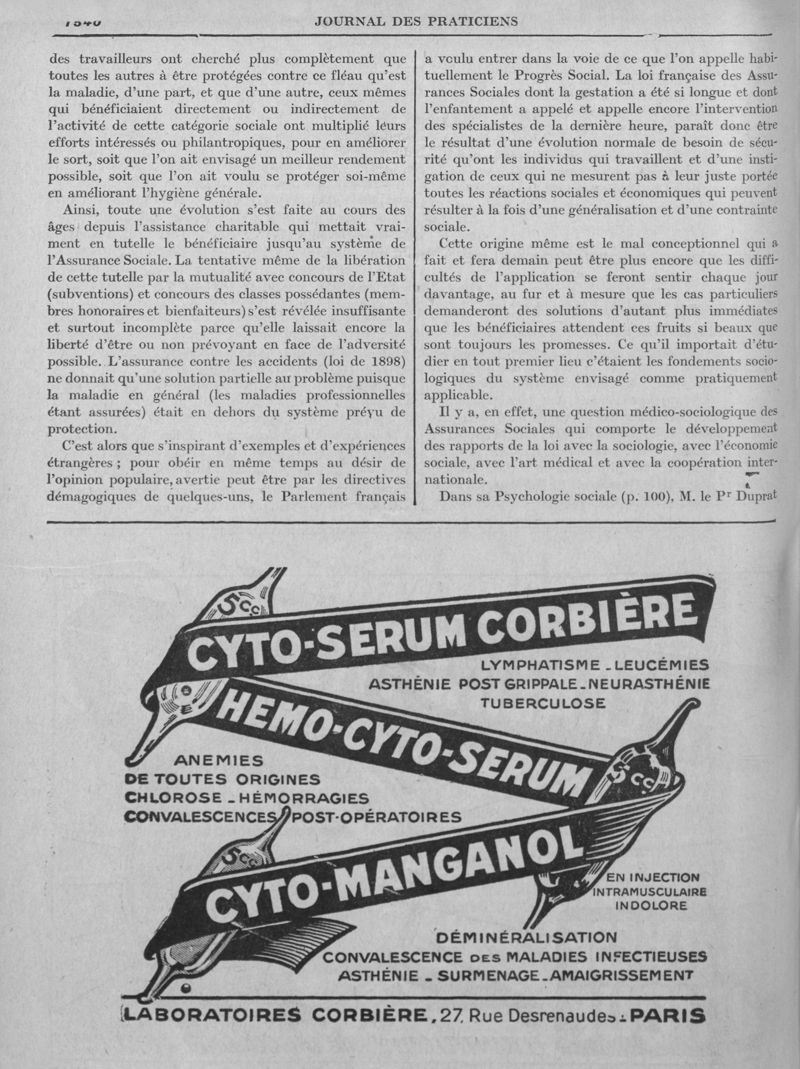 JOURNAL DES PRATICIENS
des travailleurs ont cherché plus complètement que
toutes les autres à être protégées contre ce fléau qu'est
la maladie, d'une part, et que d'une autre, ceux mêmes
qui bénéficiaient directement ou indirectement de
l'activité de cette catégorie sociale ont multiplié leurs
efforts intéressés ou philantropiques, pour en améliorer
le sort, soit que l'on ait envisagé un meilleur rendement
possible, soit que l'on ait voulu se protéger soi-même
en améliorant l'hygiène générale.
Ainsi, toute une évolution s'est faite au cours des
âges depuis l'assistance charitable qui mettait vrai-
ment en tutelle le bénéficiaire jusqu'au système de
l'Assurance Sociale. La tentative même de la libération
de cette tutelle par la mutualité avec concours de l'Etat
(subventions) et concours des classes possédantes (mem-
bres honoraires et bienfaiteurs) s'est révélée insuffisante
et surtout incomplète parce qu'elle laissait encore la
liberté d'être ou non prévoyant en face de l'adversité
possible. L'assurance contre les accidents (loi de 1898)
ne donnait qu'une solution partielle au problème puisque
la maladie en général (les maladies professionnelles
étant assurées) était en dehors du système prévu de
protection.
C'est alors que s'inspirant d'exemples et d'expériences
étrangères ; pour obéir en même temps au désir de
l'opinion populaire, avertie peut être par les directives
démagogiques de quelques-uns, le Parlement français
a voulu entrer dans la voie de ce que l'on appelle habi-
tuellement le Progrès Social. La loi française des Assu-
rances Sociales dont la gestation a été si longue et dont
l'enfantement a appelé et appelle encore l'intervention
des spécialistes de la dernière heure, paraît donc être
le résultat d'une évolution normale de besoin de sécu-
rité qu'ont les individus qui travaillent et d'une insti-
gation de ceux qui ne mesurent pas à leur juste portée
toutes les réactions sociales et économiques qui peuvent
résulter à la fois d'une généralisation et d'une contrainte
sociale.
Cette origine même est le mal conceptionnel qui a
fait et fera demain peut être plus encore que les diffi-
cultés de l'application se feront sentir chaque jour
davantage, au fur et à mesure que les cas particuliers
demanderont des solutions d'autant plus immédiates
que les bénéficiaires attendent ces fruits si beaux que
sont toujours les promesses. Ce qu'il importait d'étu-
dier en tout premier lieu c'étaient les fondements socio-
logiques du système envisagé comme pratiquement
applicable.
Il y a, en effet, une question médico-sociologique des
Assurances Sociales qui comporte le développement
des rapports de la loi avec la sociologie, avec l'économie
sociale, avec l'art médical et avec la coopération inter-
nationale.
Dans sa Psychologie sociale (p. 100), M. le Pr Duprat
5cc.
CYTO-SERUM CORBIÈRE
LYMPHATISME - LEUCÉMIES
ASTHÉNIE POST GRIPPALE - NEURASTHÉNIE
TUBERCULOSE
HEMO-CYTO-SERUM
5cc.
ANEMIES
DE TOUTES ORIGINES
CHLOROSE - HÉMORRAGIES
CONVALESCENCES POST-OPÉRATOIRES
5cc.
CYTO-MANGANOL
EN INJECTION
INTRAMUSCULAIRE
INDOLORE
DÉMINÉRALISATION
CONVALESCENCE DES MALADIES INFECTIEUSES
ASTHÉNIE - SURMENAGE - AMAIGRISSEMENT
LABORATOIRES CORBIÈRE, 27, Rue Desrenaudes - PARIS